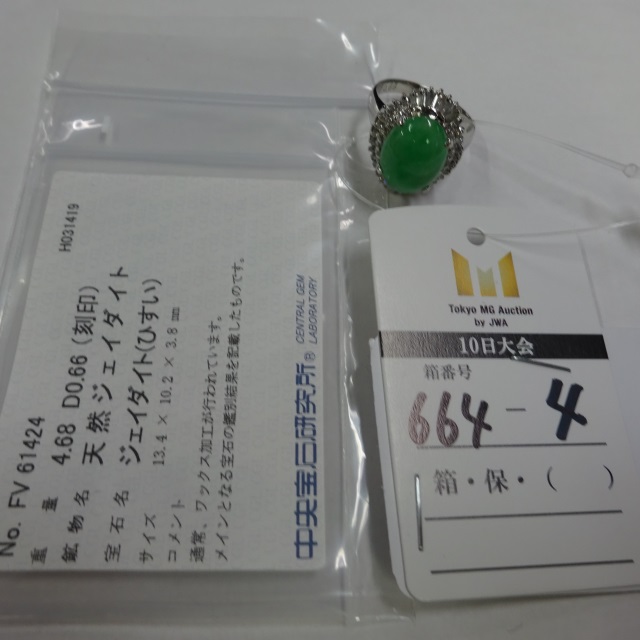 No. FV 61424
H031419
重量 4.68 D0.66 (刻印)
鉱物名 天然ジェイダイト
宝石名 ジェイダイト(ひすい)
サイズ 13.4 × 10.2 × 3.8 mm
コメント
通常、ワックス加工が行われています。
メインとなる宝石の鑑別結果を記載したものです。
中央宝石研究所® CENTRAL GEM
LABORATORY
Tokyo MG Auction
by JWA
10日大会
箱番号
664-4
箱・保・( )